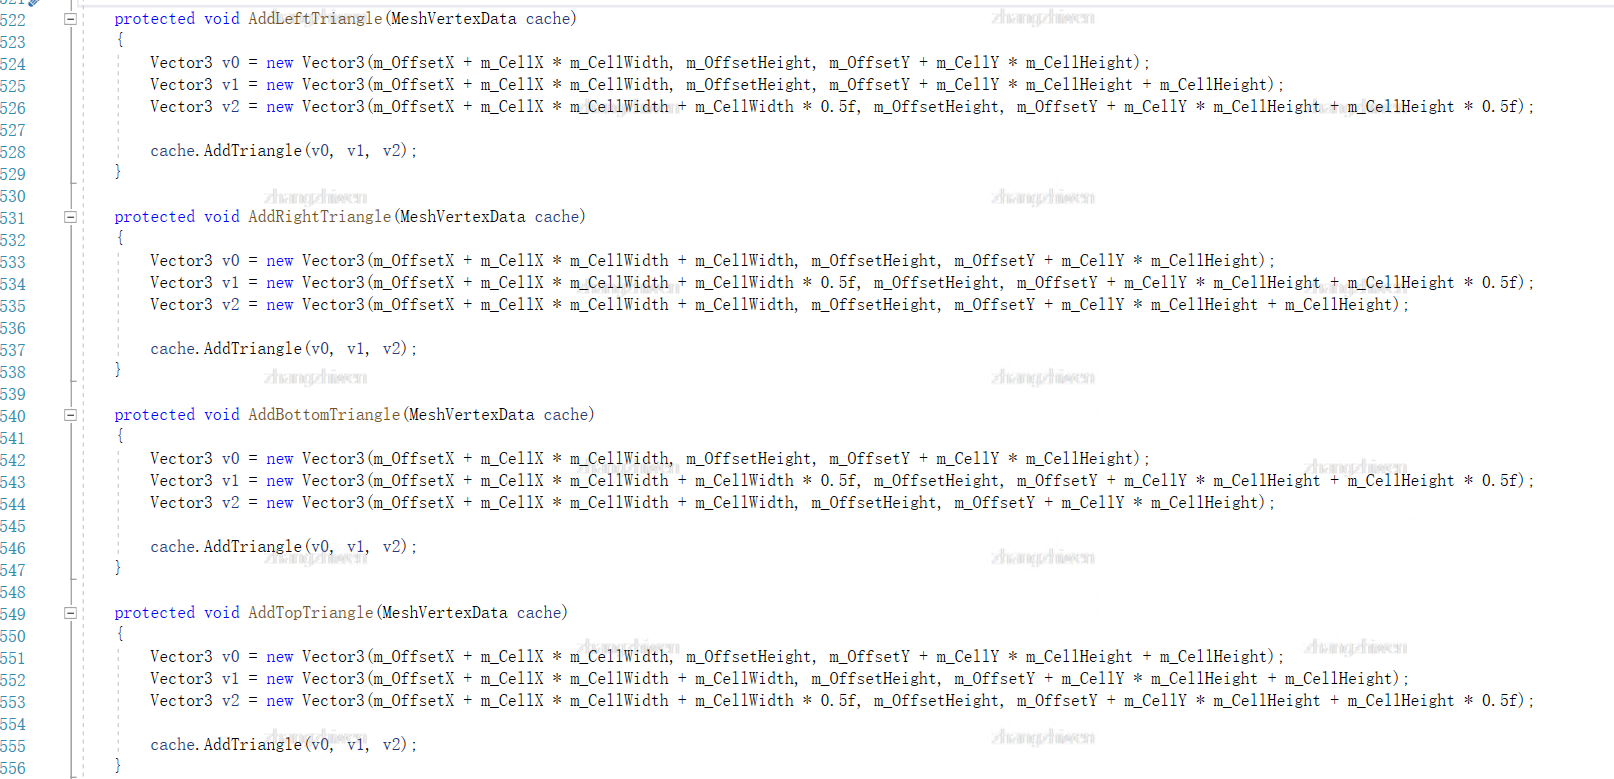 522 protected void AddLeftTriangle(MeshVertexData cache)
523 {
524 Vector3 v0 = new Vector3(m_OffsetX + m_CellX * m_CellWidth, m_OffsetHeight, m_OffsetY + m_CellY * m_CellHeight);
525 Vector3 v1 = new Vector3(m_OffsetX + m_CellX * m_CellWidth, m_OffsetHeight, m_OffsetY + m_CellY * m_CellHeight + m_CellHeight);
526 Vector3 v2 = new Vector3(m_OffsetX + m_CellX * m_CellWidth + m_CellWidth * 0.5f, m_OffsetHeight, m_OffsetY + m_CellY * m_CellHeight + m_CellHeight * 0.5f);
527
528 cache.AddTriangle(v0, v1, v2);
529 }
530
531 protected void AddRightTriangle(MeshVertexData cache)
532 {
533 Vector3 v0 = new Vector3(m_OffsetX + m_CellX * m_CellWidth + m_CellWidth, m_OffsetHeight, m_OffsetY + m_CellY * m_CellHeight);
534 Vector3 v1 = new Vector3(m_OffsetX + m_CellX * m_CellWidth + m_CellWidth * 0.5f, m_OffsetHeight, m_OffsetY + m_CellY * m_CellHeight + m_CellHeight * 0.5f);
535 Vector3 v2 = new Vector3(m_OffsetX + m_CellX * m_CellWidth + m_CellWidth, m_OffsetHeight, m_OffsetY + m_CellY * m_CellHeight + m_CellHeight);
536
537 cache.AddTriangle(v0, v1, v2);
538 }
539
540 protected void AddBottomTriangle(MeshVertexData cache)
541 {
542 Vector3 v0 = new Vector3(m_OffsetX + m_CellX * m_CellWidth, m_OffsetHeight, m_OffsetY + m_CellY * m_CellHeight);
543 Vector3 v1 = new Vector3(m_OffsetX + m_CellX * m_CellWidth + m_CellWidth * 0.5f, m_OffsetHeight, m_OffsetY + m_CellY * m_CellHeight + m_CellHeight * 0.5f);
544 Vector3 v2 = new Vector3(m_OffsetX + m_CellX * m_CellWidth + m_CellWidth, m_OffsetHeight, m_OffsetY + m_CellY * m_CellHeight);
545
546 cache.AddTriangle(v0, v1, v2);
547 }
548
549 protected void AddTopTriangle(MeshVertexData cache)
550 {
551 Vector3 v0 = new Vector3(m_OffsetX + m_CellX * m_CellWidth, m_OffsetHeight, m_OffsetY + m_CellY * m_CellHeight + m_CellHeight);
552 Vector3 v1 = new Vector3(m_OffsetX + m_CellX * m_CellWidth + m_CellWidth, m_OffsetHeight, m_OffsetY + m_CellY * m_CellHeight + m_CellHeight);
553 Vector3 v2 = new Vector3(m_OffsetX + m_CellX * m_CellWidth + m_CellWidth * 0.5f, m_OffsetHeight, m_OffsetY + m_CellY * m_CellHeight + m_CellHeight * 0.5f);
554
555 cache.AddTriangle(v0, v1, v2);
556 }